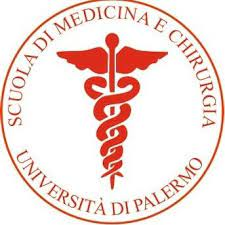 SCUOLA DI MEDICINA E CHIRURGIA
UNIVERSITÀ DI PALERMO